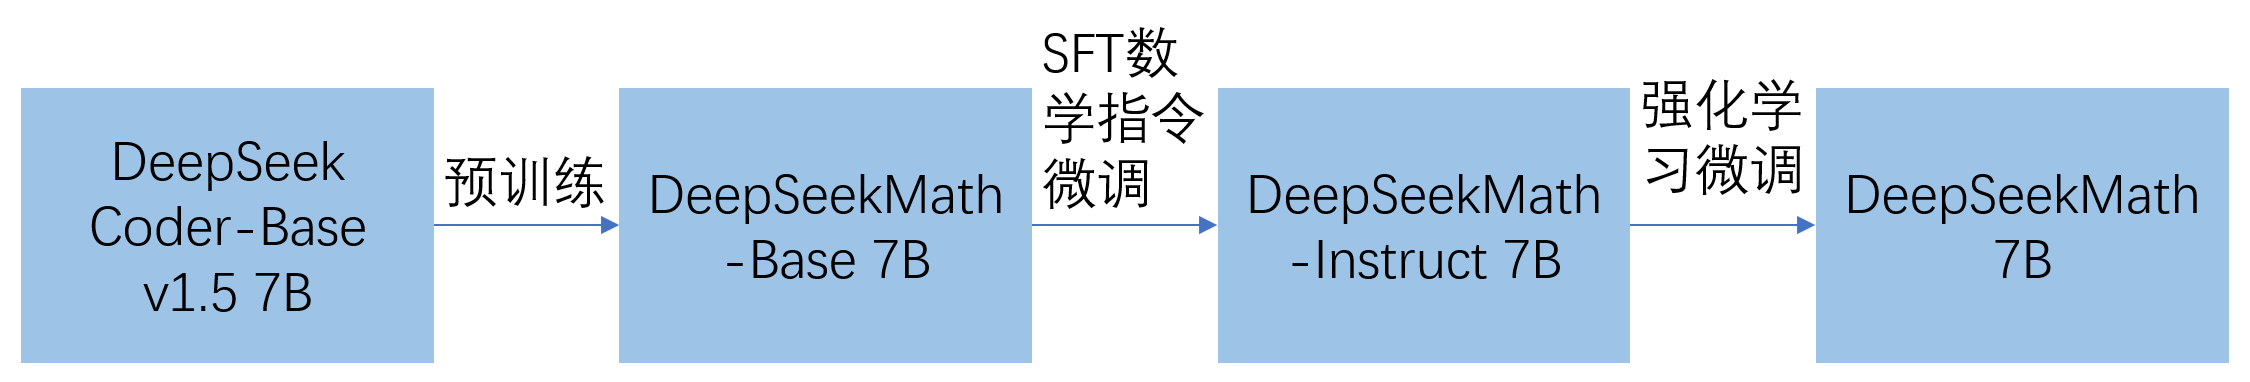 DeepSeek
Coder-Base
v1.5 7B
预训练
DeepSeekMath
-Base 7B
SFT数
学指令
微调
DeepSeekMath
-Instruct 7B
强化学
习微调
DeepSeekMath
7B